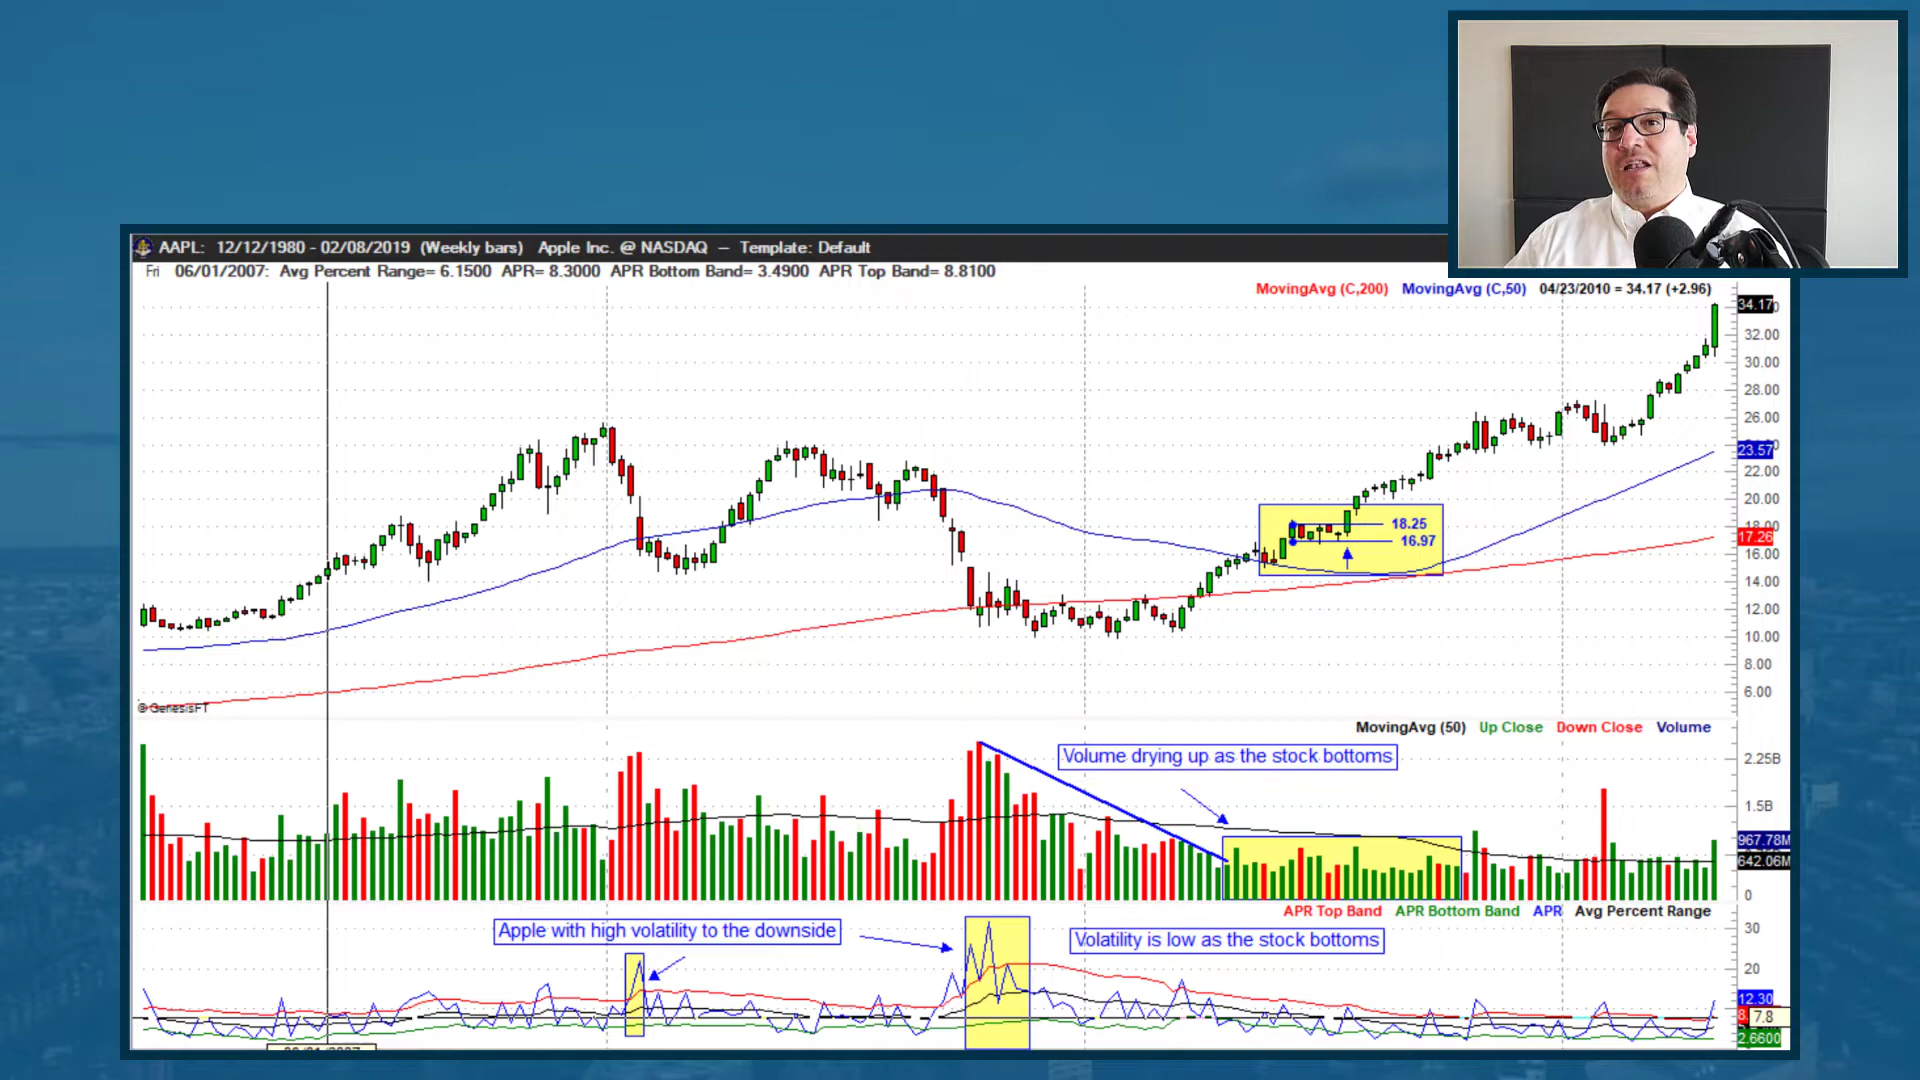 AAPL: 12/12/1980 - 02/08/2019 (Weekly bars) Apple Inc. @ NASDAQ – Template: Default
Fri 06/01/2007: Avg Percent Range= 6.1500 APR= 8.3000 APR Bottom Band= 3.4900 APR Top Band= 8.8100
MovingAvg (C,200) MovingAvg (C,50) 04/23/2010 = 34.17 (+2.96)
34.17
32.00
30.00
28.00
26.00
23.57
22.00
20.00
18.00
17.26
16.00
14.00
12.00
10.00
8.00
6.00
18.25
16.97
© GenesisFT
MovingAvg (50) Up Close Down Close Volume
Volume drying up as the stock bottoms
2.25B
1.5B
967.78M
642.06M
0
APR Top Band APR Bottom Band APR Avg Percent Range
Apple with high volatility to the downside
Volatility is low as the stock bottoms
30
20
12.30
7.8
2.6600